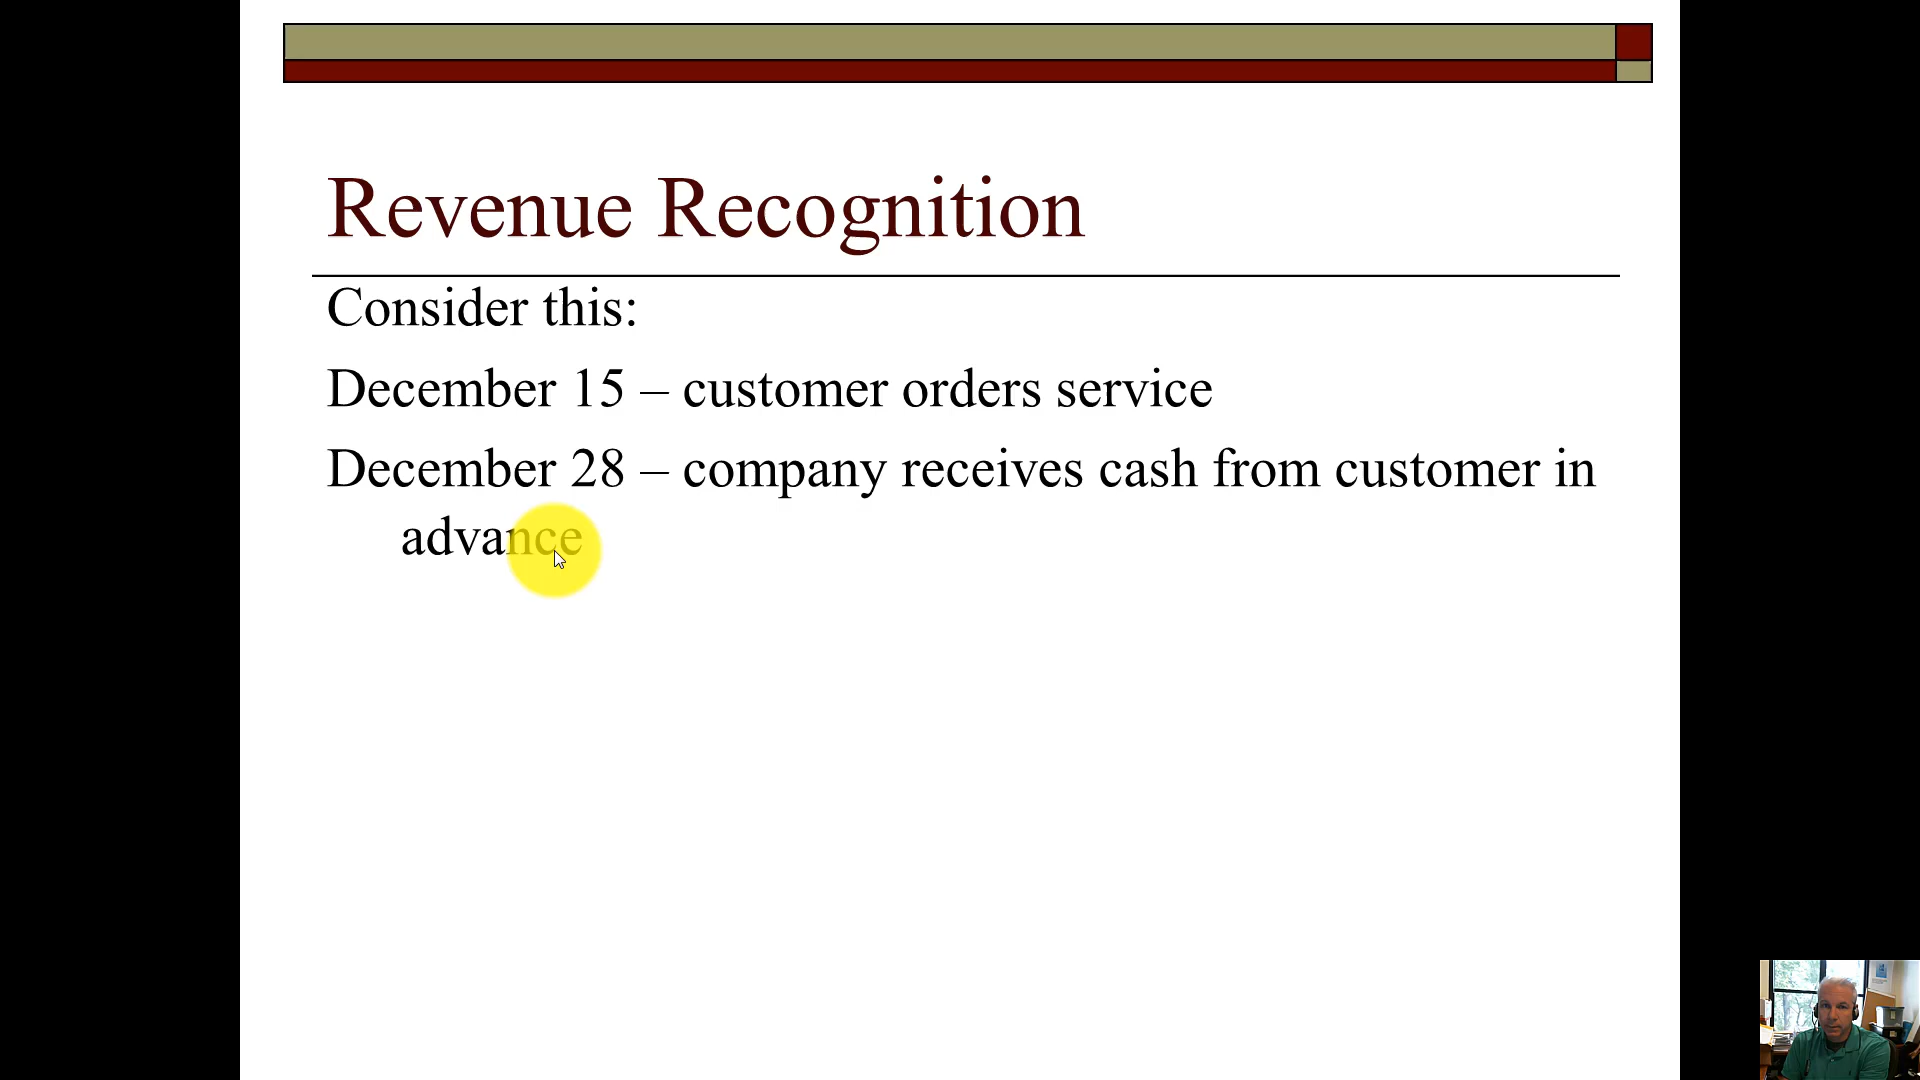 Revenue Recognition
Consider this:
December 15 – customer orders service
December 28 – company receives cash from customer in
advance